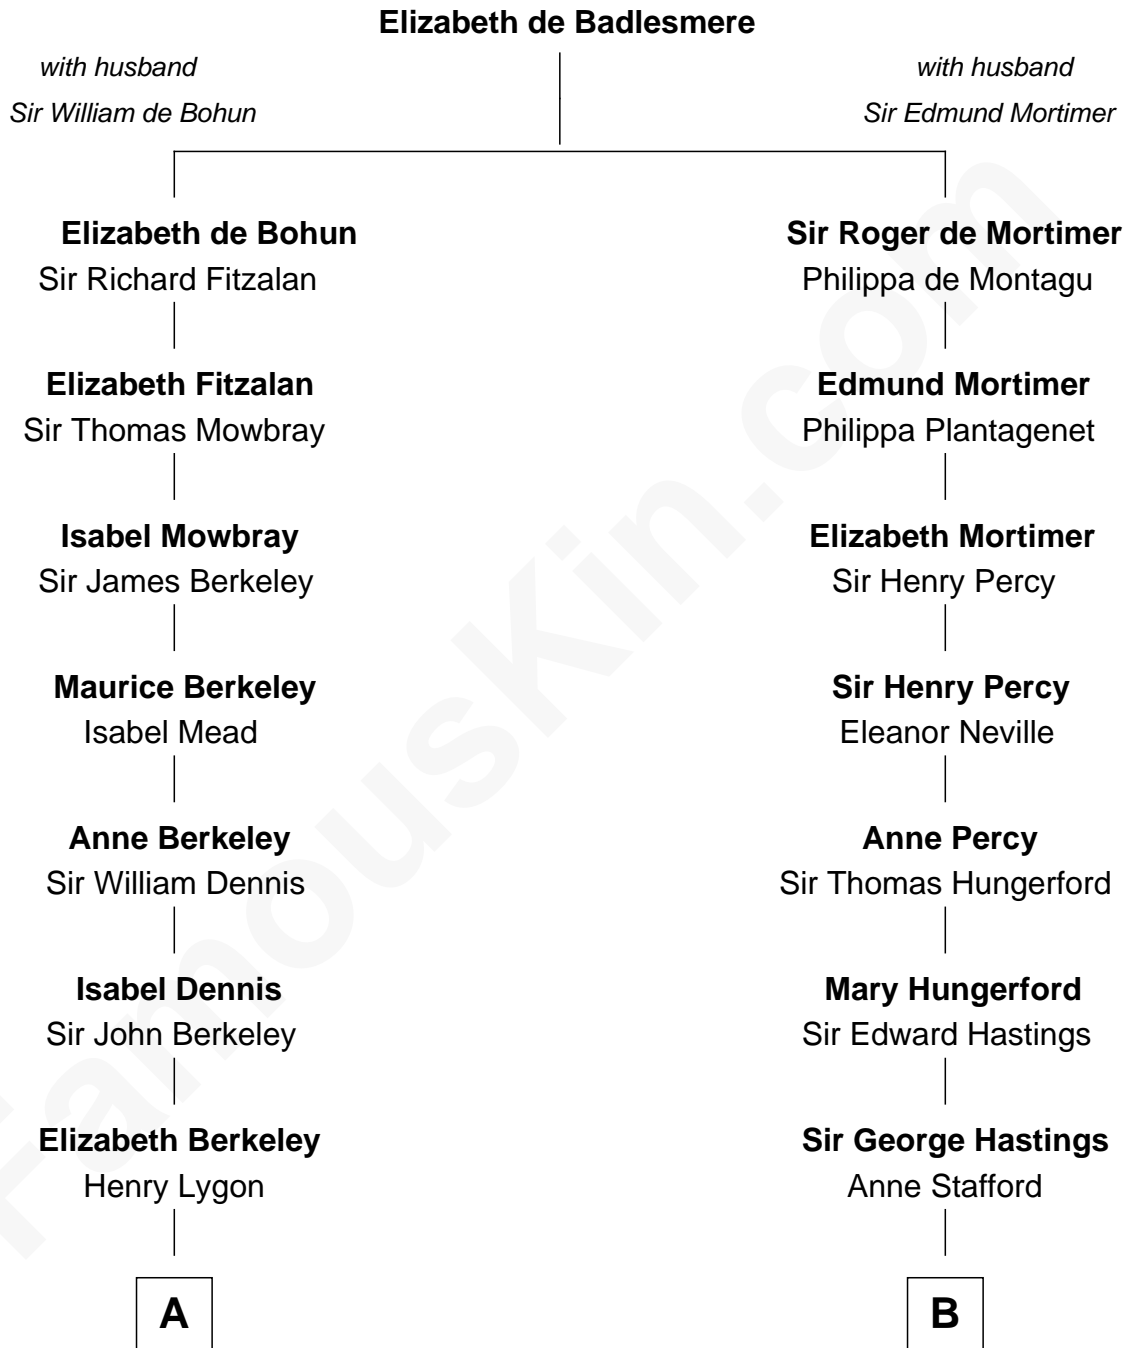 Elizabeth de Badlesmere
with husband
Sir William de Bohun
with husband
Sir Edmund Mortimer
Elizabeth de Bohun
Sir Richard Fitzalan
Elizabeth Fitzalan
Sir Thomas Mowbray
Isabel Mowbray
Sir James Berkeley
Maurice Berkeley
Isabel Mead
Anne Berkeley
Sir William Dennis
Isabel Dennis
Sir John Berkeley
Elizabeth Berkeley
Henry Lygon
A
Sir Roger de Mortimer
Philippa de Montagu
Edmund Mortimer
Philippa Plantagenet
Elizabeth Mortimer
Sir Henry Percy
Sir Henry Percy
Eleanor Neville
Anne Percy
Sir Thomas Hungerford
Mary Hungerford
Sir Edward Hastings
Sir George Hastings
Anne Stafford
B
FamousKin.com